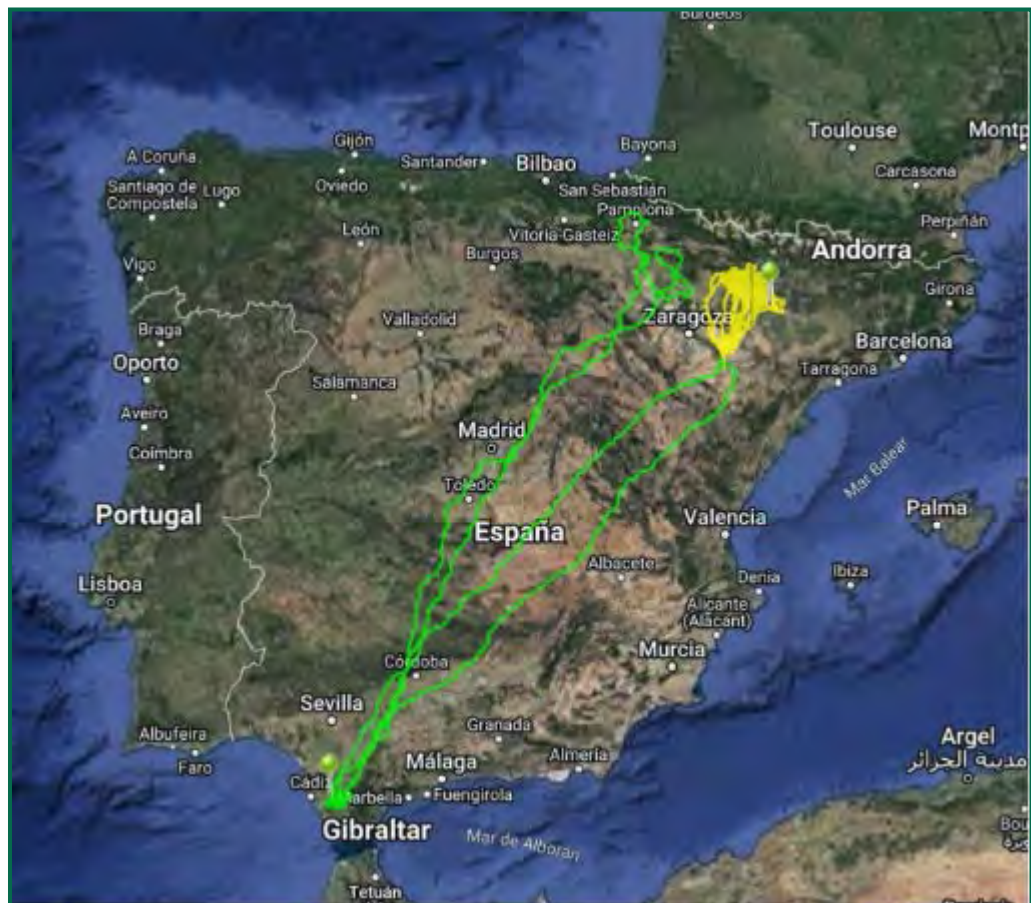 Burdeos
Toulouse
Montp
Gijón
Bayona
A Coruña
Santander
Bilbao
Carcasona
Oviedo
San Sebastián
Santiago de
Compostela
Lugo
Pamplona
Perpiñán
León
Vitoria-Gasteiz
Andorra
Burgos
Vigo
Girona
Zaragoza
Braga
Valladolid
Barcelona
Oporto
Tarragona
Salamanca
Aveiro
Madrid
Coímbra
Mar Balear
Toledo
Portugal
España
Valencia
Palma
Albacete
Denia
Ibiza
Lisboa
Alicante
(Alacant)
Murcia
Córdoba
Sevilla
Granada
Albufeira
Argel
مدينة الجزائر
Faro
Málaga
Almería
Cádiz
Marbella
Fuengirola
Gibraltar
Mar de Alborán
Bou
Tetuán